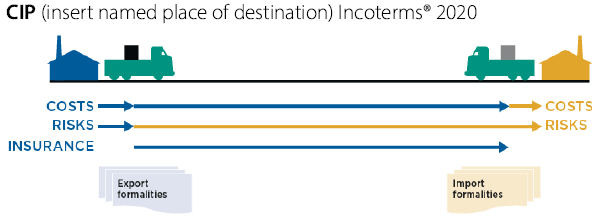 CIP (insert named place of destination) Incoterms® 2020
COSTS COSTS
RISKS RISKS
INSURANCE
Export Import
formalities formalities